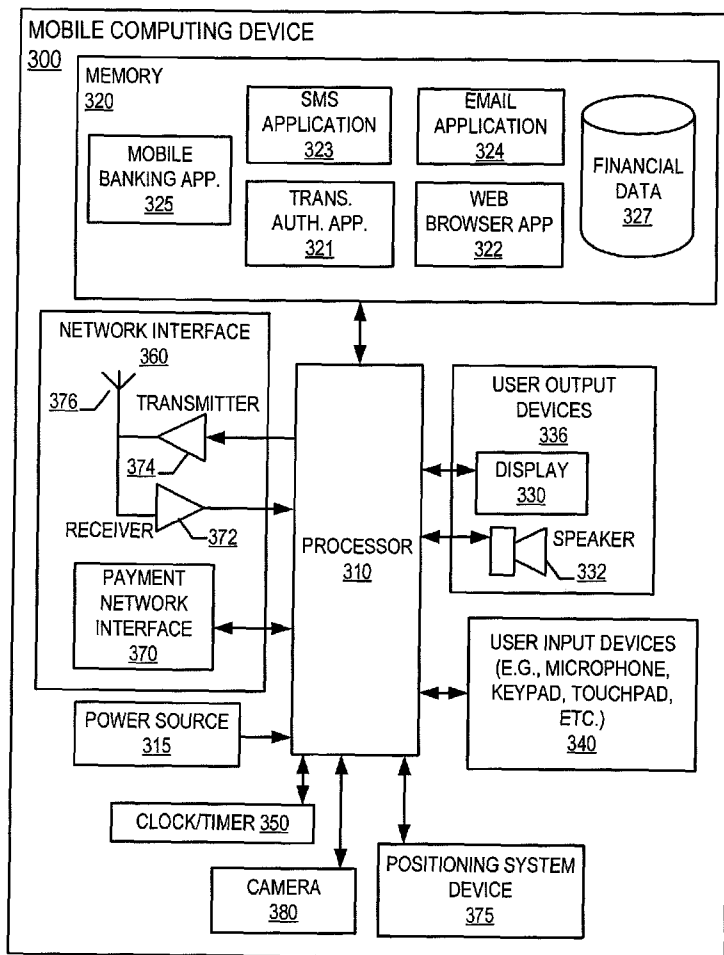 MOBILE COMPUTING DEVICE
300
MEMORY
320
SMS
APPLICATION
323
EMAIL
APPLICATION
324
MOBILE
BANKING APP.
325
TRANS.
AUTH. APP.
321
WEB
BROWSER APP
322
FINANCIAL
DATA
327
NETWORK INTERFACE
360
376
TRANSMITTER
374
RECEIVER
372
PAYMENT
NETWORK
INTERFACE
370
PROCESSOR
310
USER OUTPUT
DEVICES
336
DISPLAY
330
SPEAKER
332
USER INPUT DEVICES
(E.G., MICROPHONE,
KEYPAD, TOUCHPAD,
ETC.)
340
POWER SOURCE
315
CLOCK/TIMER 350
CAMERA
380
POSITIONING SYSTEM
DEVICE
375